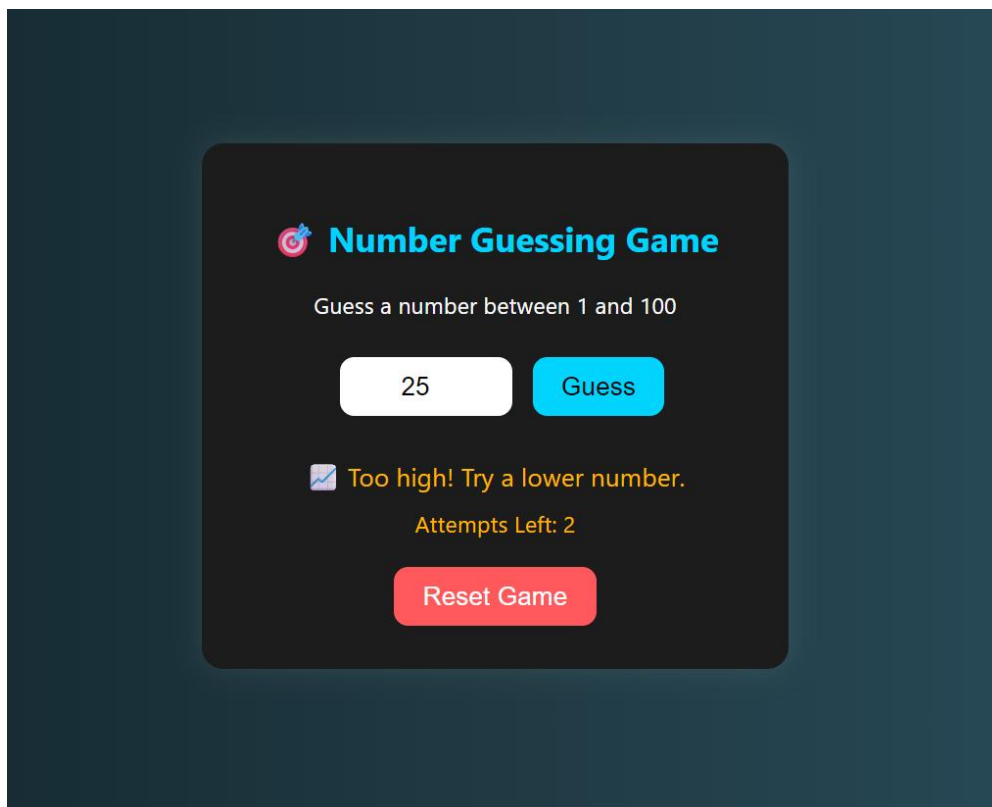 🎯 Number Guessing Game
Guess a number between 1 and 100
25 Guess
📈 Too high! Try a lower number.
Attempts Left: 2
Reset Game